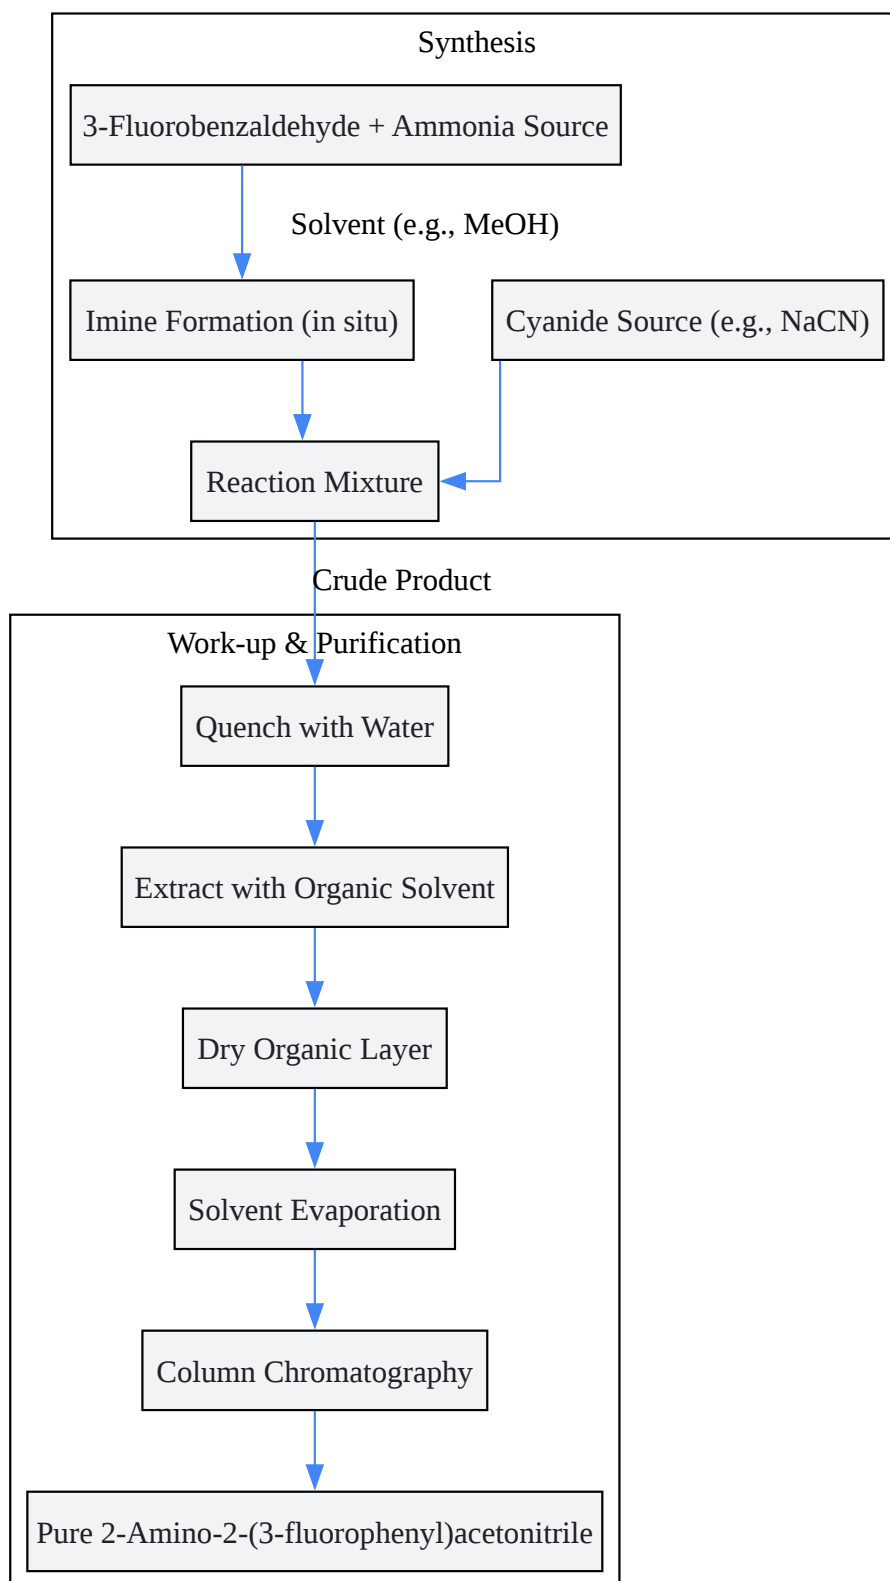 Synthesis
3-Fluorobenzaldehyde + Ammonia Source
Solvent (e.g., MeOH)
Imine Formation (in situ)
Cyanide Source (e.g., NaCN)
Reaction Mixture
Crude Product
Work-up & Purification
Quench with Water
Extract with Organic Solvent
Dry Organic Layer
Solvent Evaporation
Column Chromatography
Pure 2-Amino-2-(3-fluorophenyl)acetonitrile